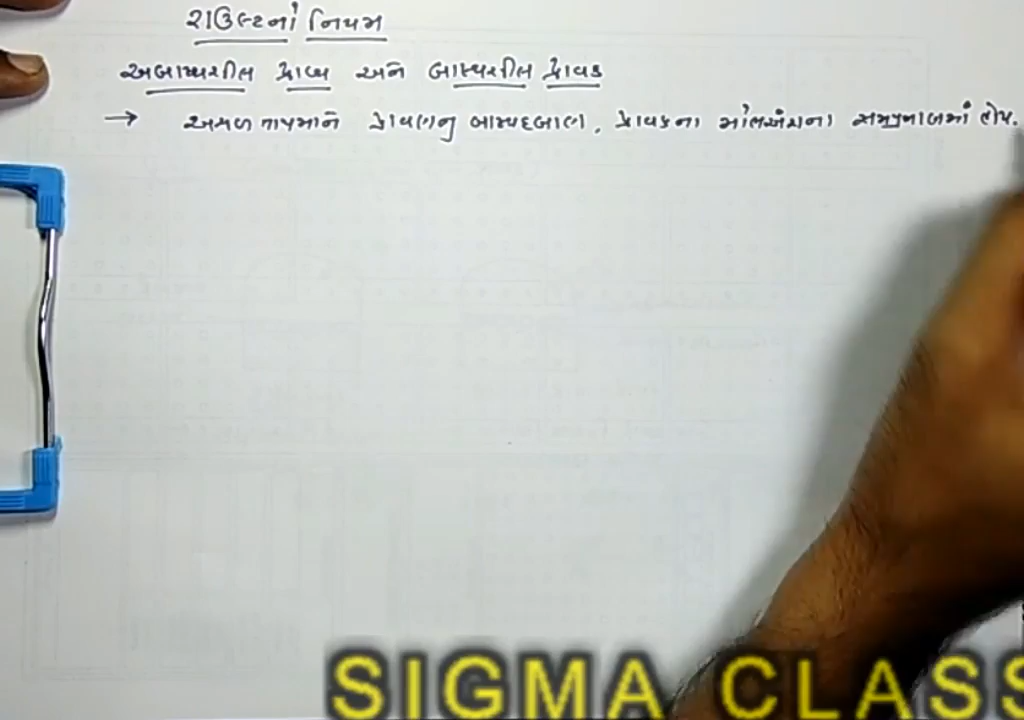 રાઉલ્ટનાં નિયમ
અબાષ્પશીલ દ્રાવ્ય અને બાષ્પશીલ દ્રાવક
→ અચળ તાપમાને દ્રાવણનુ બાષ્પદબાણ, દ્રાવકના મોલઅંશના સમપ્રમાણમાં હોય.
SIGMA CLASS